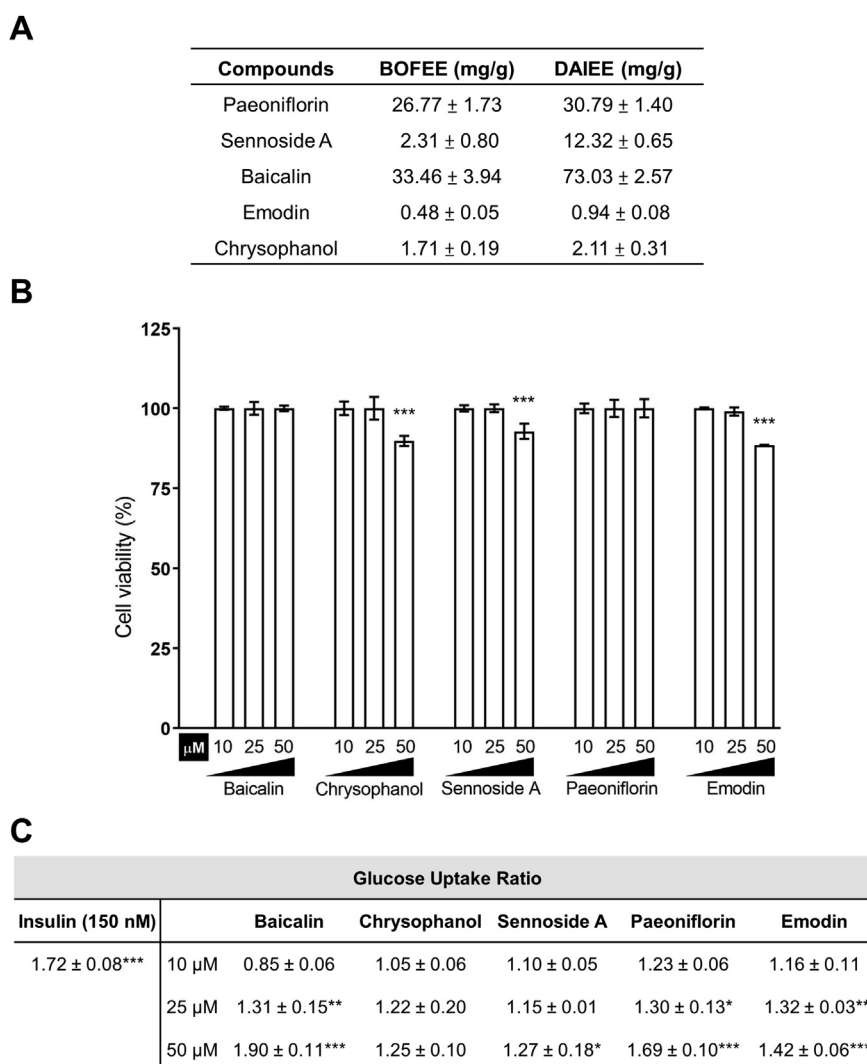 A
Compounds BOFEE (mg/g) DAIEE (mg/g)
Paeoniflorin 26.77 ± 1.73 30.79 ± 1.40
Sennoside A 2.31 ± 0.80 12.32 ± 0.65
Baicalin 33.46 ± 3.94 73.03 ± 2.57
Emodin 0.48 ± 0.05 0.94 ± 0.08
Chrysophanol 1.71 ± 0.19 2.11 ± 0.31
B
Cell viability (%)
125
100
75
50
25
0
*** *** ***
μM 10 25 50 10 25 50 10 25 50 10 25 50 10 25 50
Baicalin Chrysophanol Sennoside A Paeoniflorin Emodin
C
Glucose Uptake Ratio
Insulin (150 nM) Baicalin Chrysophanol Sennoside A Paeoniflorin Emodin
1.72 ± 0.08*** 10 μM 0.85 ± 0.06 1.05 ± 0.06 1.10 ± 0.05 1.23 ± 0.06 1.16 ± 0.11
25 μM 1.31 ± 0.15** 1.22 ± 0.20 1.15 ± 0.01 1.30 ± 0.13* 1.32 ± 0.03**
50 μM 1.90 ± 0.11*** 1.25 ± 0.10 1.27 ± 0.18* 1.69 ± 0.10*** 1.42 ± 0.06***